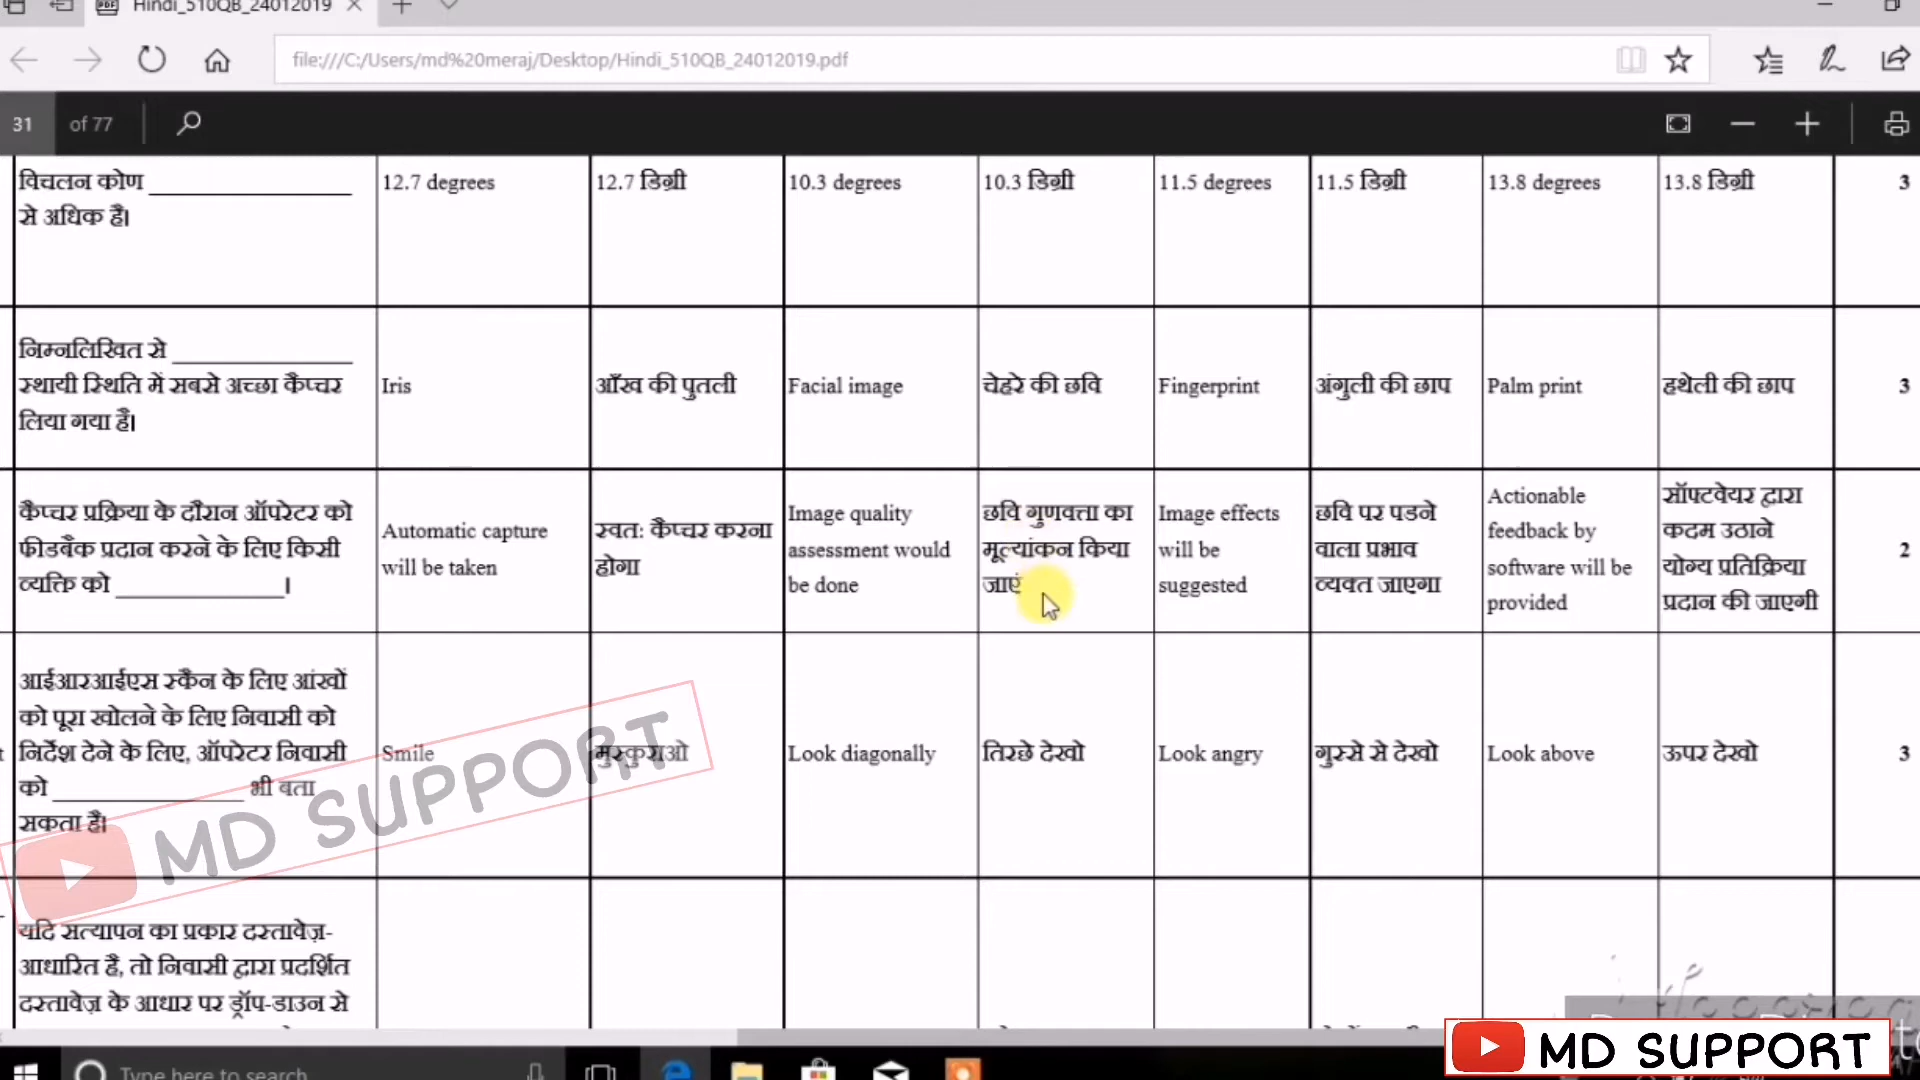 Hindi_510QB_24012019
file:///C:/Users/md%20meraj/Desktop/Hindi_510QB_24012019.pdf
31 of 77
विचलन कोण ____________
से अधिक है।
12.7 degrees
12.7 डिग्री
10.3 degrees
10.3 डिग्री
11.5 degrees
11.5 डिग्री
13.8 degrees
13.8 डिग्री
3
निम्नलिखित से ____________
स्थायी स्थिति में सबसे अच्छा कैप्चर
लिया गया है।
Iris
आँख की पुतली
Facial image
चेहरे की छवि
Fingerprint
अंगुली की छाप
Palm print
हथेली की छाप
3
कैप्चर प्रक्रिया के दौरान ऑपरेटर को
फीडबैक प्रदान करने के लिए किसी
व्यक्ति को ____________।
Automatic capture
will be taken
स्वत: कैप्चर करना
होगा
Image quality
assessment would
be done
छवि गुणवत्ता का
मूल्यांकन किया
जाएं
Image effects
will be
suggested
छवि पर पडने
वाला प्रभाव
व्यक्त जाएगा
Actionable
feedback by
software will be
provided
सॉफ्टवेयर द्वारा
कदम उठाने
योग्य प्रतिक्रिया
प्रदान की जाएगी
2
आईआरआईएस स्कैन के लिए आंखों
को पूरा खोलने के लिए निवासी को
निर्देश देने के लिए, ऑपरेटर निवासी
को ____________ भी बता
सकता है।
Smile
मुस्कुराओ
Look diagonally
तिरछे देखो
Look angry
गुस्से से देखो
Look above
ऊपर देखो
3
MD SUPPORT
यदि सत्यापन का प्रकार दस्तावेज़-
आधारित है, तो निवासी द्वारा प्रदर्शित
दस्तावेज़ के आधार पर ड्रॉप-डाउन से
MD SUPPORT
Type here to search